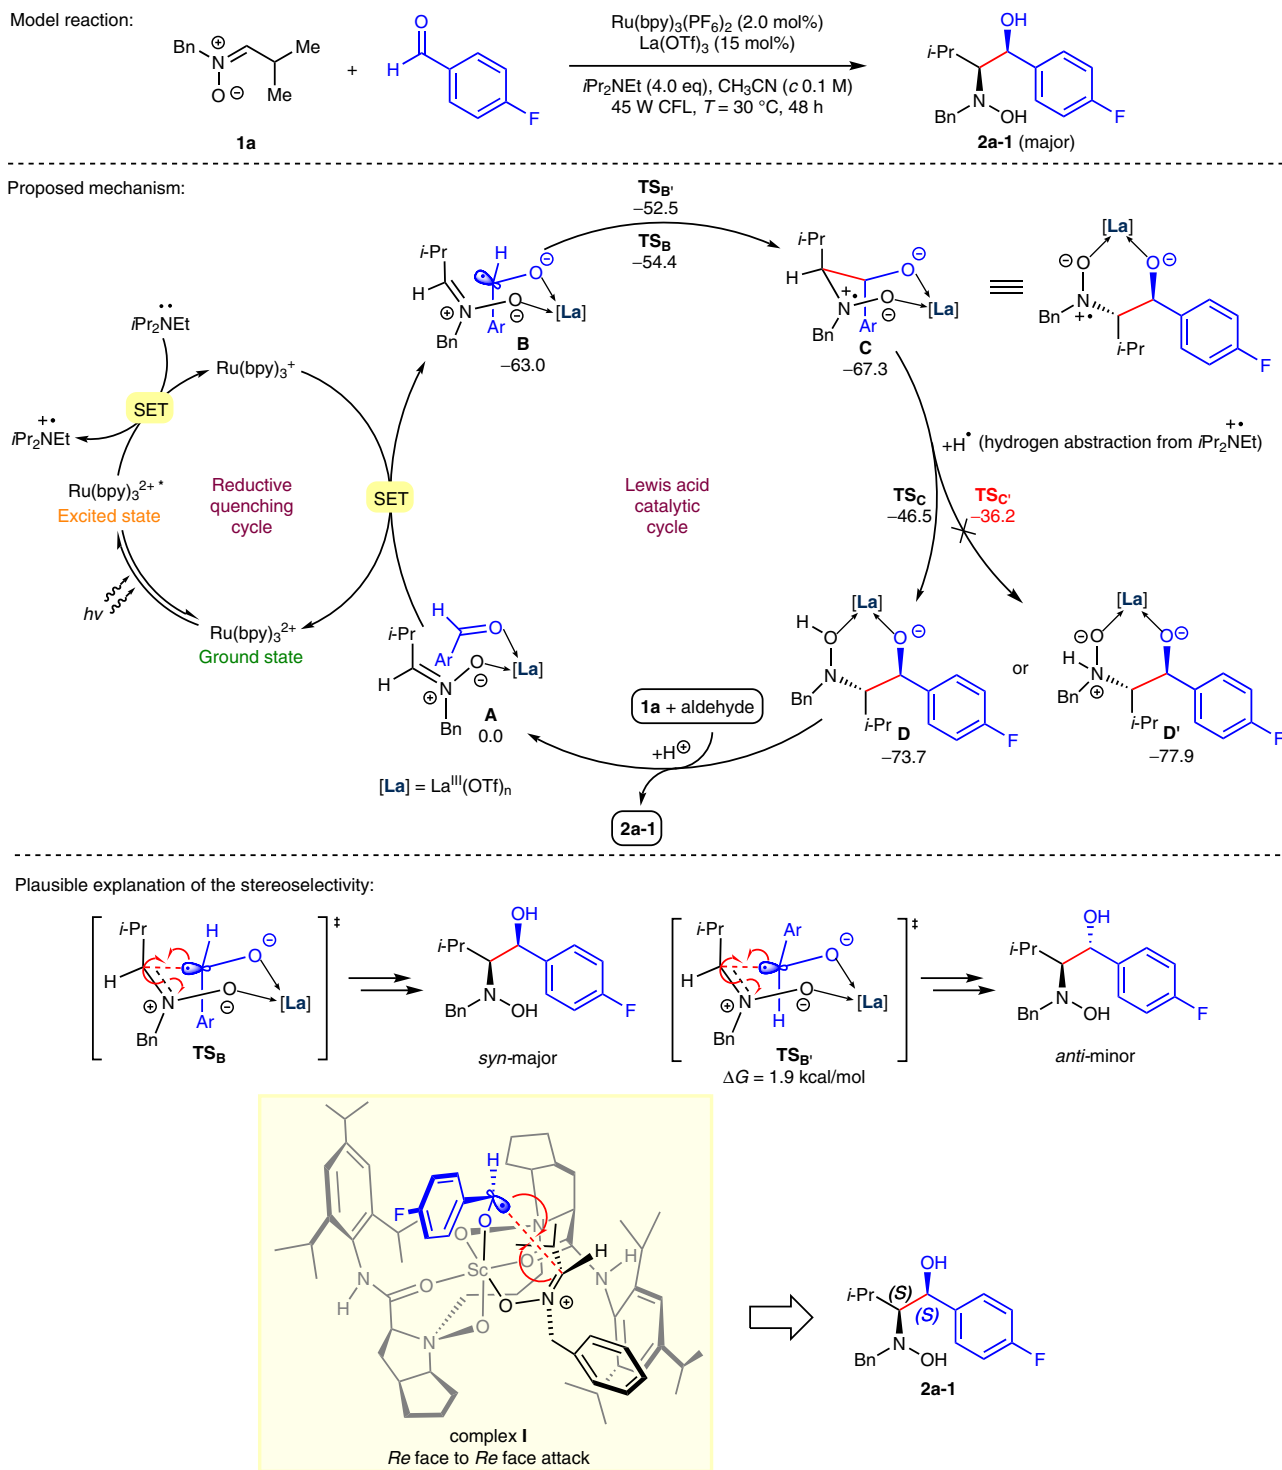 Model reaction:
Bn
N
⊕
O
⊖
Me
Me
1a
+
O
H
F
Ru(bpy)3(PF6)2 (2.0 mol%)
La(OTf)3 (15 mol%)
iPr2NEt (4.0 eq), CH3CN (c 0.1 M)
45 W CFL, T = 30 °C, 48 h
OH
i-Pr
N
OH
Bn
F
2a-1 (major)
Proposed mechanism:
iPr2NEt
SET
iPr2NEt
Ru(bpy)3+
Ru(bpy)32+ *
Excited state
hv
Ru(bpy)32+
Ground state
Reductive
quenching
cycle
SET
i-Pr
H
H
O
⊖
N
⊕
O
⊖
[La]
Ar
Bn
B
−63.0
TSB'
−52.5
TSB
−54.4
i-Pr
H
O
⊖
N
+•
O
⊖
[La]
Ar
Bn
C
−67.3
[La]
⊖
O
O
⊖
Bn
N
+•
i-Pr
F
+H• (hydrogen abstraction from iPr2NEt)
+•
Lewis acid
catalytic
cycle
TSC
−46.5
TSC'
−36.2
H
O
i-Pr
Ar
H
N
⊕
O
⊖
[La]
Bn
A
0.0
[La] = LaIII(OTf)n
1a + aldehyde
+H⊕
2a-1
[La]
H
O
O
⊖
N
Bn
i-Pr
F
D
−73.7
or
[La]
⊖
O
O
⊖
H
N
Bn
⊕
i-Pr
F
D'
−77.9
Plausible explanation of the stereoselectivity:
i-Pr
H
H
O
⊖
⊕
N
O
⊖
[La]
Ar
Bn
‡
TSB
OH
i-Pr
N
OH
Bn
F
syn-major
i-Pr
Ar
H
O
⊖
⊕
N
O
⊖
[La]
H
Bn
‡
TSB'
ΔG = 1.9 kcal/mol
OH
i-Pr
N
OH
Bn
F
anti-minor
H
F
O
O
N
Sc
O
O
H
N
H
N
H
O
N
⊕
O
N
complex I
Re face to Re face attack
OH
i-Pr
(S)
(S)
N
OH
Bn
F
2a-1